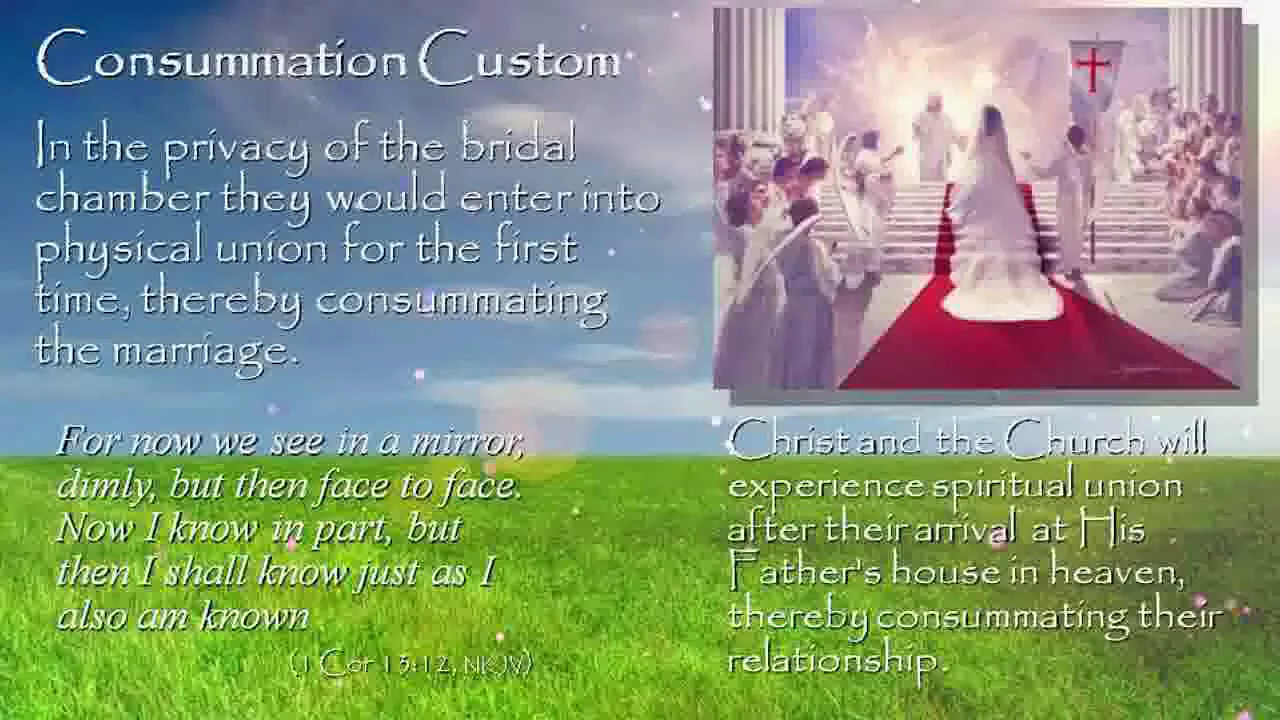 Consummation Custom
In the privacy of the bridal
chamber they would enter into
physical union for the first
time, thereby consummating
the marriage.
For now we see in a mirror,
dimly, but then face to face.
Now I know in part, but
then I shall know just as I
also am known
(1 Cor 13:12, NKJV)
Christ and the Church will
experience spiritual union
after their arrival at His
Father's house in heaven,
thereby consummating their
relationship.